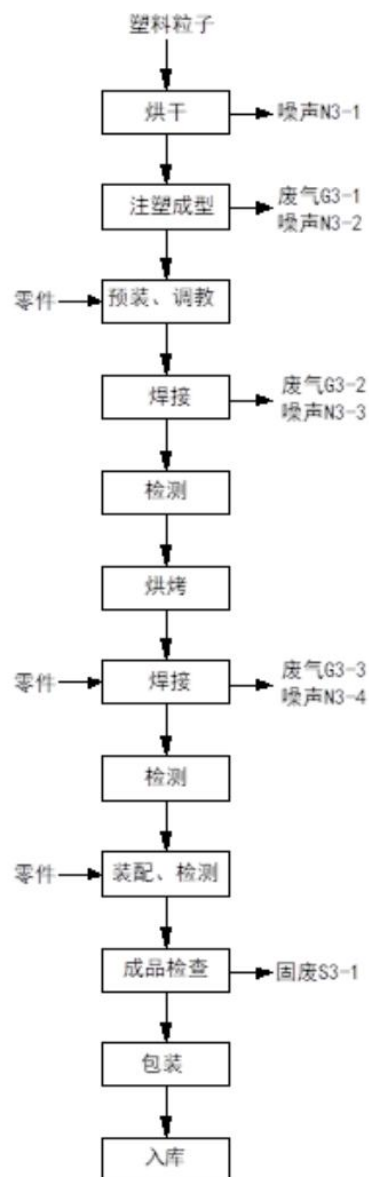 塑料粒子
烘干
噪声N3-1
注塑成型
废气G3-1
噪声N3-2
零件
预装、调教
焊接
废气G3-2
噪声N3-3
检测
烘烤
零件
焊接
废气G3-3
噪声N3-4
检测
零件
装配、检测
成品检查
固废S3-1
包装
入库